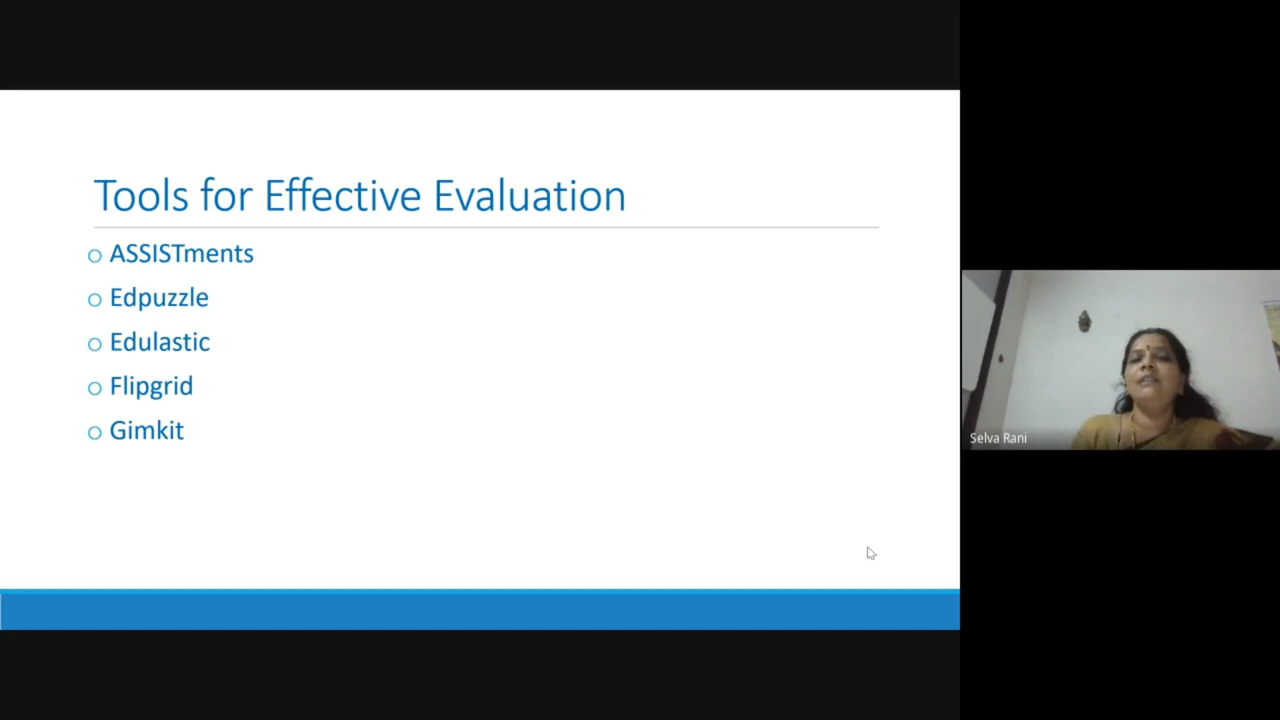 Tools for Effective Evaluation
o ASSISTments
o Edpuzzle
o Edulastic
o Flipgrid
o Gimkit
Selva Rani